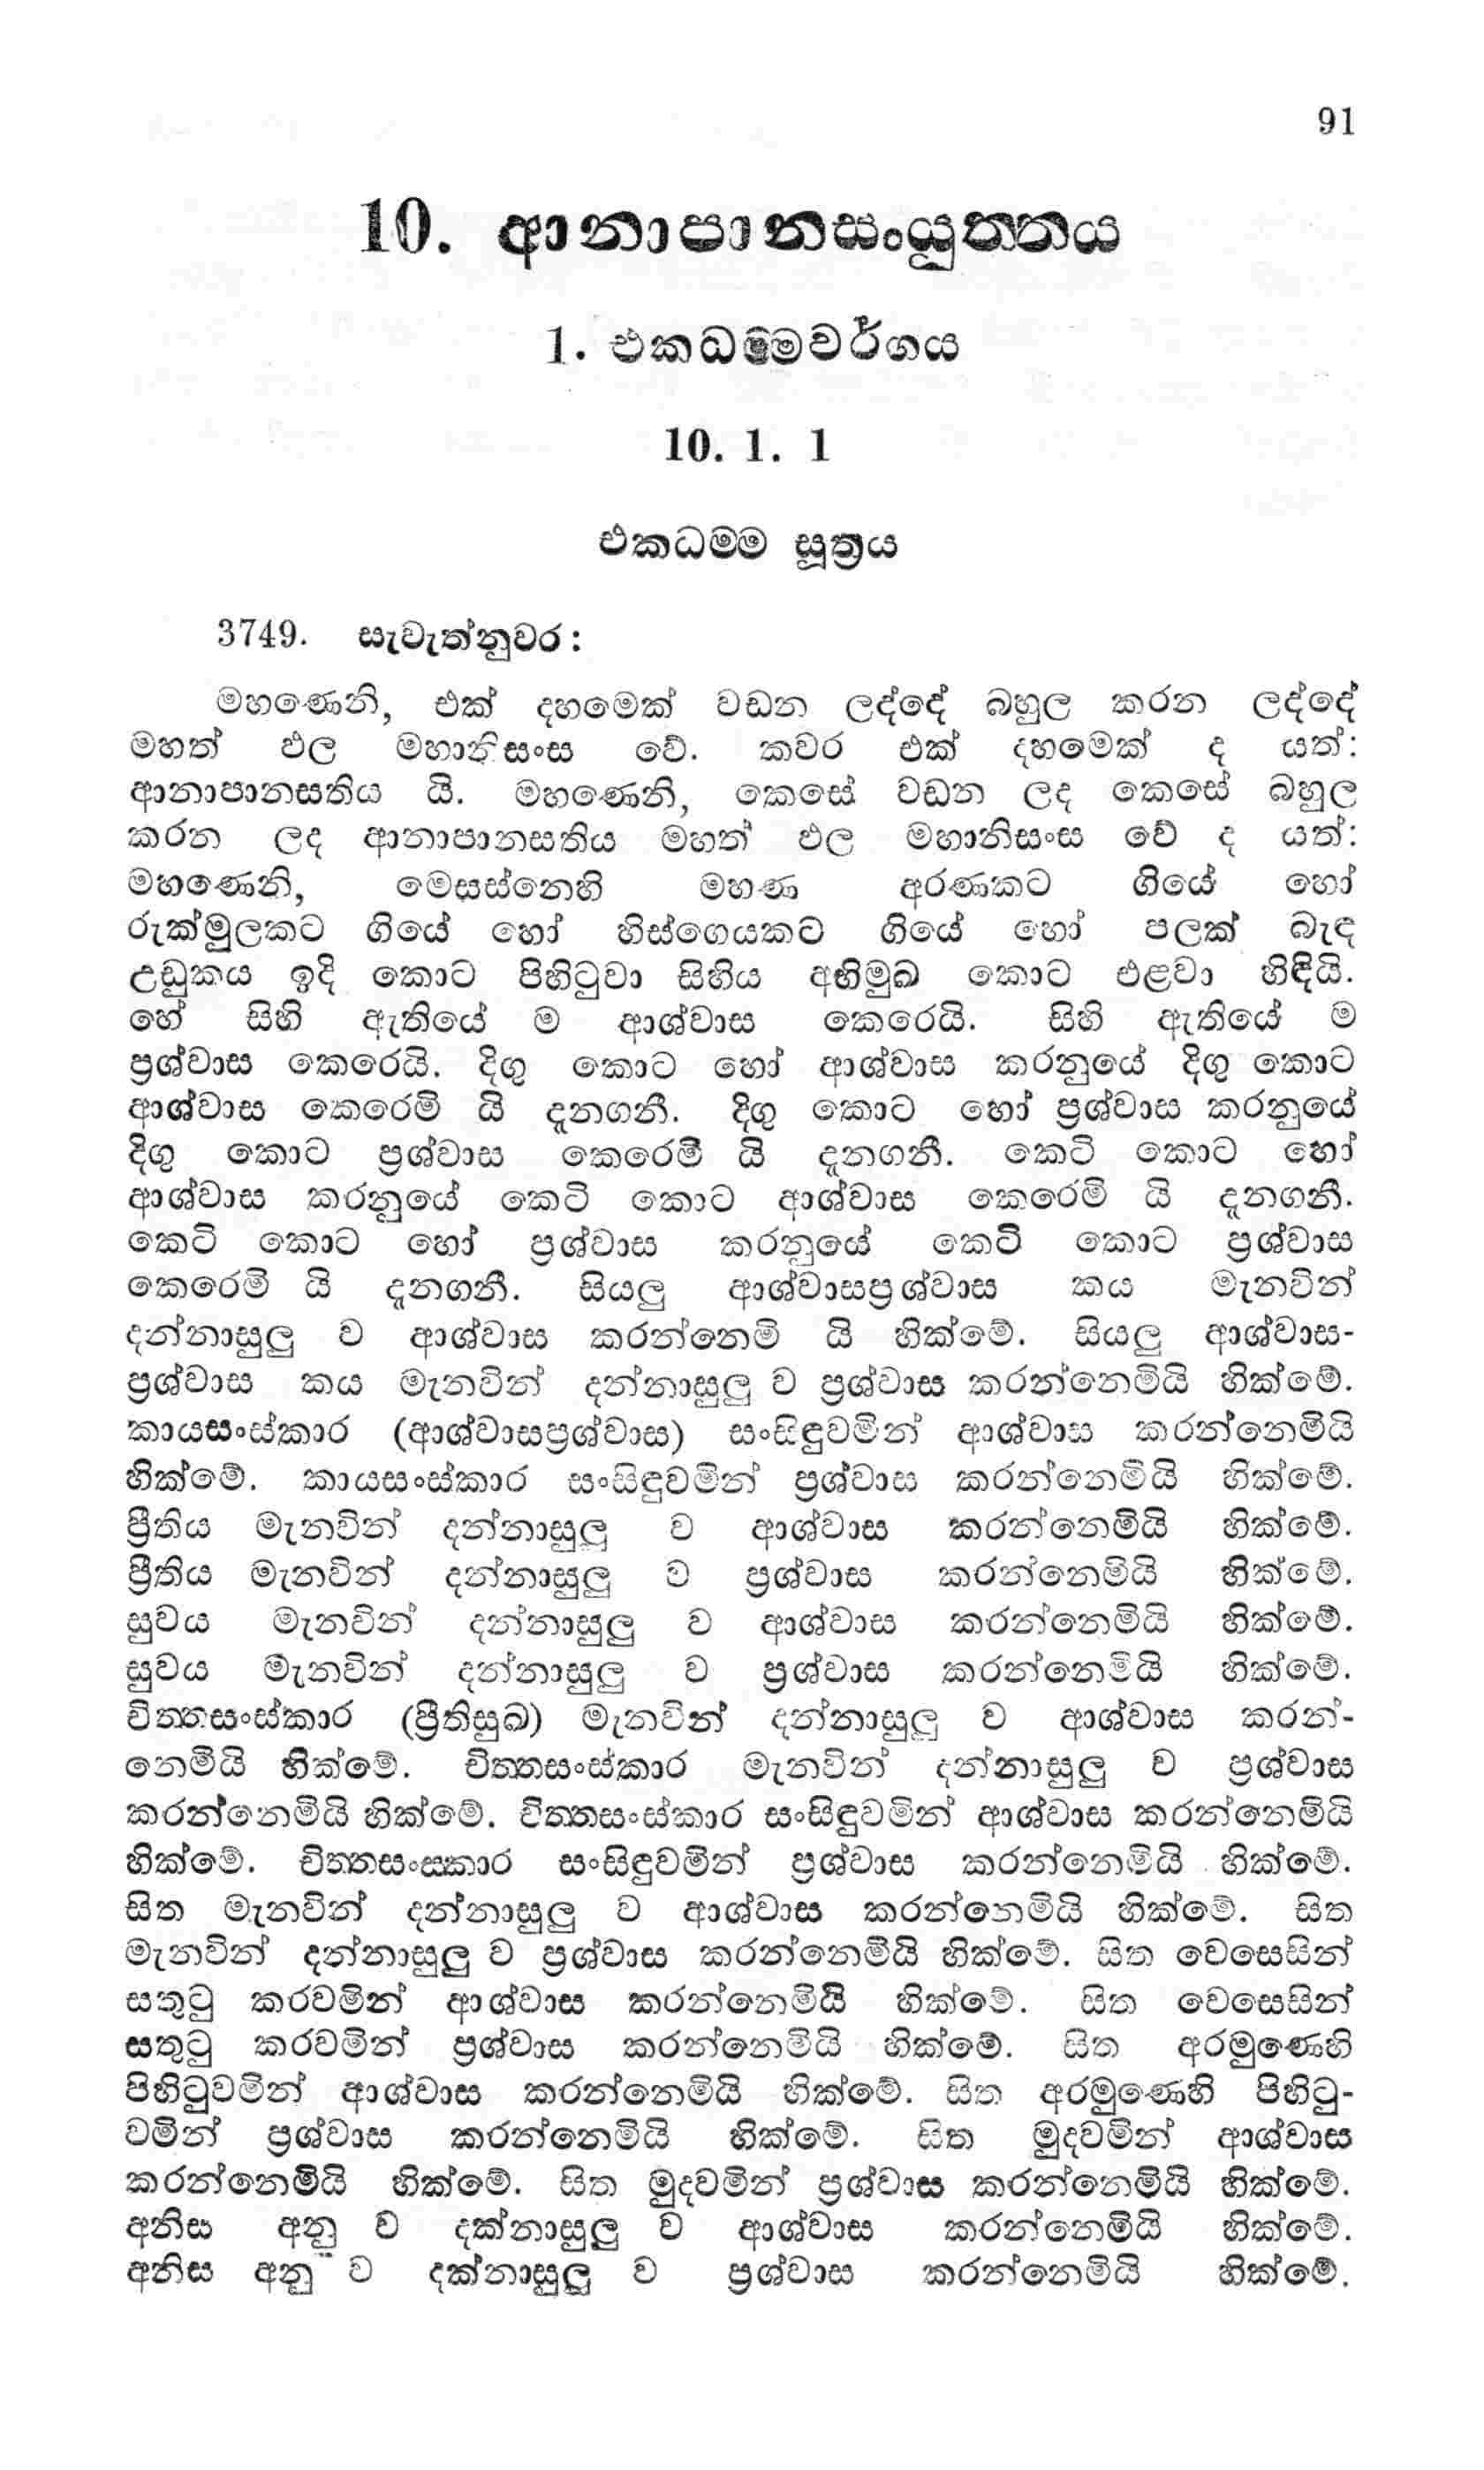 91
10. ආනාපානසංයුත්තය
1. එකධම්මවර්ගය
10. 1. 1
එකධම්ම සූත්‍රය
3749. සැවැත්නුවර :
මහණෙනි, එක් දහමෙක් වඩන ලද්දේ බහුල කරන ලද්දේ
මහත් ඵල මහානිසංස වේ. කවර එක් දහමෙක් ද යත්:
ආනාපානසතිය යි. මහණෙනි, කෙසේ වඩන ලද කෙසේ බහුල
කරන ලද ආනාපානසතිය මහත් ඵල මහානිසංස වේ ද යත්:
මහණෙනි, මෙසස්නෙහි මහණ අරණකට ගියේ හෝ
රුක්මුලකට ගියේ හෝ හිස්ගෙයකට ගියේ හෝ පලක් බැඳ
උඩුකය ඉදි කොට පිහිටුවා සිහිය අභිමුඛ කොට එළවා හිඳියි.
හේ සිහි ඇතියේ ම ආශ්වාස කෙරෙයි. සිහි ඇතියේ ම
ප්‍රශ්වාස කෙරෙයි. දිගු කොට හෝ ආශ්වාස කරනුයේ දිගු කොට
ආශ්වාස කෙරෙමි යි දැනගනී. දිගු කොට හෝ ප්‍රශ්වාස කරනුයේ
දිගු කොට ප්‍රශ්වාස කෙරෙමි යි දැනගනී. කෙටි කොට හෝ
ආශ්වාස කරනුයේ කෙටි කොට ආශ්වාස කෙරෙමි යි දැනගනී.
කෙටි කොට හෝ ප්‍රශ්වාස කරනුයේ කෙටි කොට ප්‍රශ්වාස
කෙරෙමි යි දැනගනී. සියලු ආශ්වාසප්‍රශ්වාස කය මැනවින්
දන්නාසුලු ව ආශ්වාස කරන්නෙමි යි හික්මේ. සියලු ආශ්වාස-
ප්‍රශ්වාස කය මැනවින් දන්නාසුලු ව ප්‍රශ්වාස කරන්නෙමියි හික්මේ.
කායසංස්කාර (ආශ්වාසප්‍රශ්වාස) සංසිඳුවමින් ආශ්වාස කරන්නෙමියි
හික්මේ. කායසංස්කාර සංසිඳුවමින් ප්‍රශ්වාස කරන්නෙමියි හික්මේ.
ප්‍රීතිය මැනවින් දන්නාසුලු ව ආශ්වාස කරන්නෙමියි හික්මේ.
ප්‍රීතිය මැනවින් දන්නාසුලු ව ප්‍රශ්වාස කරන්නෙමියි හික්මේ.
සුවය මැනවින් දන්නාසුලු ව ආශ්වාස කරන්නෙමියි හික්මේ.
සුවය මැනවින් දන්නාසුලු ව ප්‍රශ්වාස කරන්නෙමියි හික්මේ.
චිත්තසංස්කාර (ප්‍රීතිසුඛ) මැනවින් දන්නාසුලු ව ආශ්වාස කරන්-
නෙමියි හික්මේ. චිත්තසංස්කාර මැනවින් දන්නාසුලු ව ප්‍රශ්වාස
කරන්නෙමියි හික්මේ. චිත්තසංස්කාර සංසිඳුවමින් ආශ්වාස කරන්නෙමියි
හික්මේ. චිත්තසංස්කාර සංසිඳුවමින් ප්‍රශ්වාස කරන්නෙමියි හික්මේ.
සිත මැනවින් දන්නාසුලු ව ආශ්වාස කරන්නෙමියි හික්මේ. සිත
මැනවින් දන්නාසුලු ව ප්‍රශ්වාස කරන්නෙමියි හික්මේ. සිත වෙසෙසින්
සතුටු කරවමින් ආශ්වාස කරන්නෙමියි හික්මේ. සිත වෙසෙසින්
සතුටු කරවමින් ප්‍රශ්වාස කරන්නෙමියි හික්මේ. සිත අරමුණෙහි
පිහිටුවමින් ආශ්වාස කරන්නෙමියි හික්මේ. සිත අරමුණෙහි පිහිටු-
වමින් ප්‍රශ්වාස කරන්නෙමියි හික්මේ. සිත මුදවමින් ආශ්වාස
කරන්නෙමියි හික්මේ. සිත මුදවමින් ප්‍රශ්වාස කරන්නෙමියි හික්මේ.
අනිස අනු ව දක්නාසුලු ව ආශ්වාස කරන්නෙමියි හික්මේ.
අනිස අනු ව දක්නාසුලු ව ප්‍රශ්වාස කරන්නෙමියි හික්මේ.